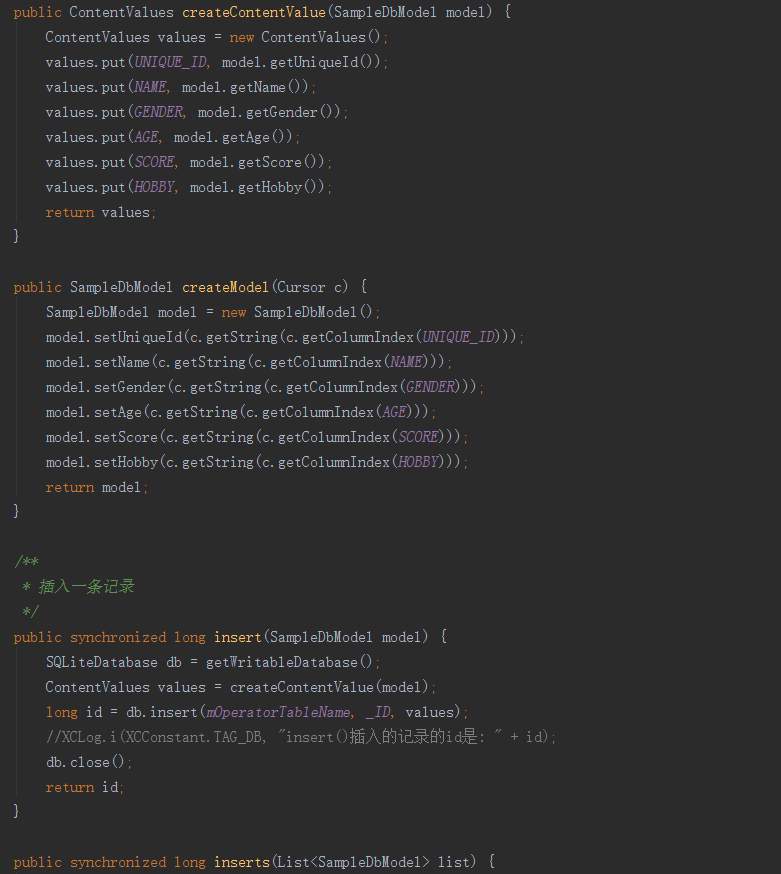 public ContentValues createContentValue(SampleDbModel model) {
    ContentValues values = new ContentValues();
    values.put(UNIQUE_ID, model.getUniqueId());
    values.put(NAME, model.getName());
    values.put(GENDER, model.getGender());
    values.put(AGE, model.getAge());
    values.put(SCORE, model.getScore());
    values.put(HOBBY, model.getHobby());
    return values;
}

public SampleDbModel createModel(Cursor c) {
    SampleDbModel model = new SampleDbModel();
    model.setUniqueId(c.getString(c.getColumnIndex(UNIQUE_ID)));
    model.setName(c.getString(c.getColumnIndex(NAME)));
    model.setGender(c.getString(c.getColumnIndex(GENDER)));
    model.setAge(c.getString(c.getColumnIndex(AGE)));
    model.setScore(c.getString(c.getColumnIndex(SCORE)));
    model.setHobby(c.getString(c.getColumnIndex(HOBBY)));
    return model;
}

/**
 * 插入一条记录
 */
public synchronized long insert(SampleDbModel model) {
    SQLiteDatabase db = getWritableDatabase();
    ContentValues values = createContentValue(model);
    long id = db.insert(mOperatorTableName, _ID, values);
    //XCLog.i(XCConstant.TAG_DB, "insert()插入的记录的id是: " + id);
    db.close();
    return id;
}

public synchronized long inserts(List<SampleDbModel> list) {